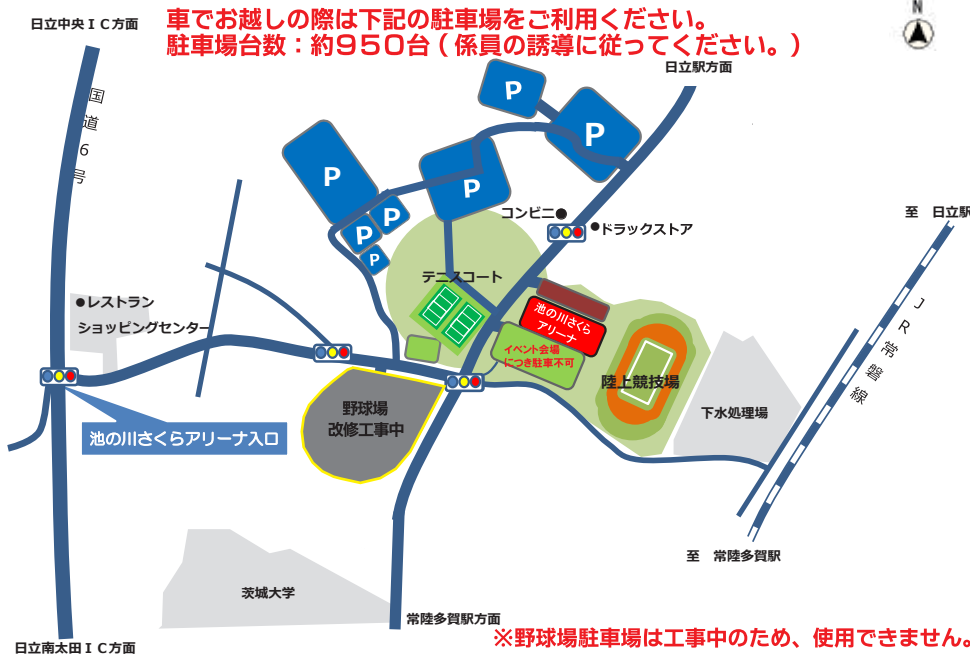 車でお越しの際は下記の駐車場をご利用ください。
駐車場台数：約９５０台（係員の誘導に従ってください。）
N
日立中央ＩＣ方面
国道６号
日立駅方面
P
P
P
P
P
P
P
コンビニ●
●ドラックストア
至　日立駅
テニスコート
●レストラン
ショッピングセンター
池の川さくら
アリーナ
イベント会場
につき駐車不可
ＪＲ常磐線
陸上競技場
野球場
改修工事中
下水処理場
池の川さくらアリーナ入口
至　常陸多賀駅
茨城大学
常陸多賀駅方面
※野球場駐車場は工事中のため、使用できません。
日立南太田ＩＣ方面